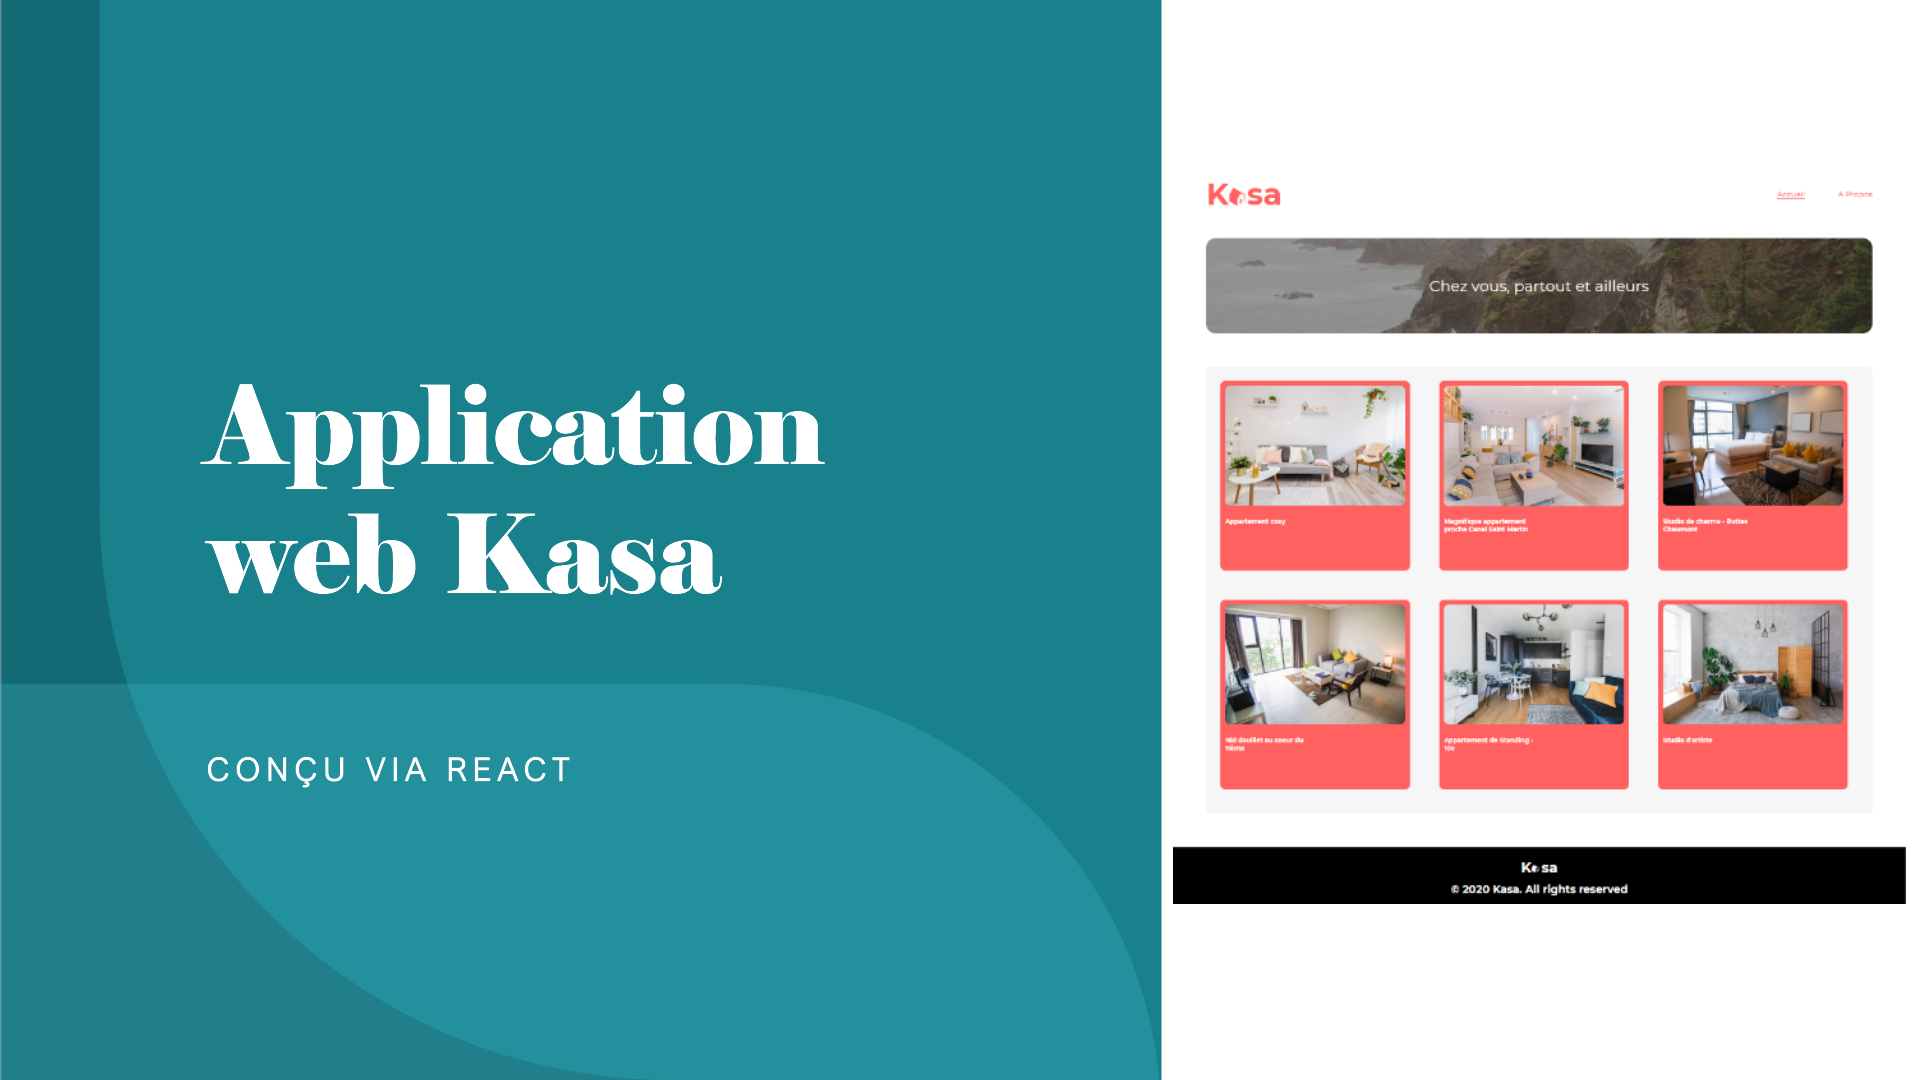 Application
web Kasa
CONÇU VIA REACT
Kasa
Accueil
A Propos
Chez vous, partout et ailleurs
Appartement cosy
Magnifique appartement
proche Canal Saint Martin
Studio de charme - Buttes
Chaumont
Nid douillet au coeur du
11ème
Appartement de Standing -
10e
Studio d'artiste
Kasa
© 2020 Kasa. All rights reserved